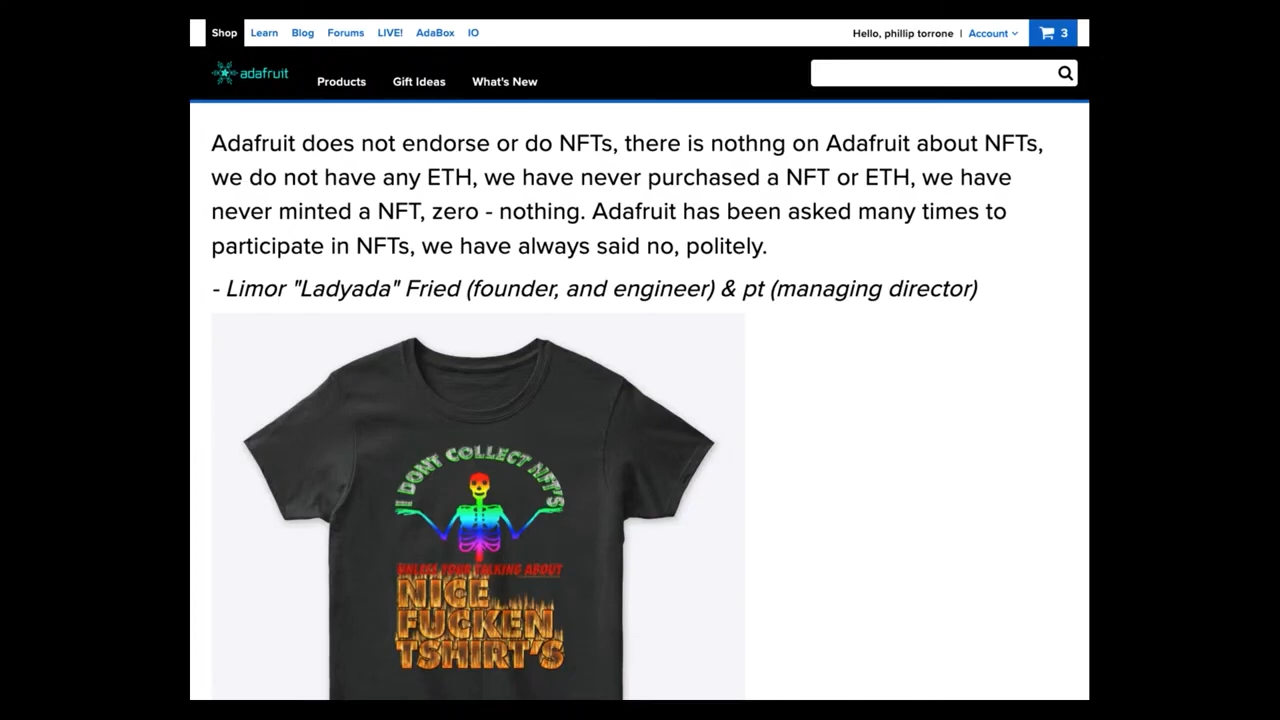 Shop Learn Blog Forums LIVE! AdaBox IO Hello, phillip torrone | Account 3
adafruit Products Gift Ideas What's New
Adafruit does not endorse or do NFTs, there is nothng on Adafruit about NFTs,
we do not have any ETH, we have never purchased a NFT or ETH, we have
never minted a NFT, zero - nothing. Adafruit has been asked many times to
participate in NFTs, we have always said no, politely.
- Limor "Ladyada" Fried (founder, and engineer) & pt (managing director)
I DONT COLLECT NFT'S
UNLESS YOUR TALKING ABOUT
NICE
FUCKEN
TSHIRT'S